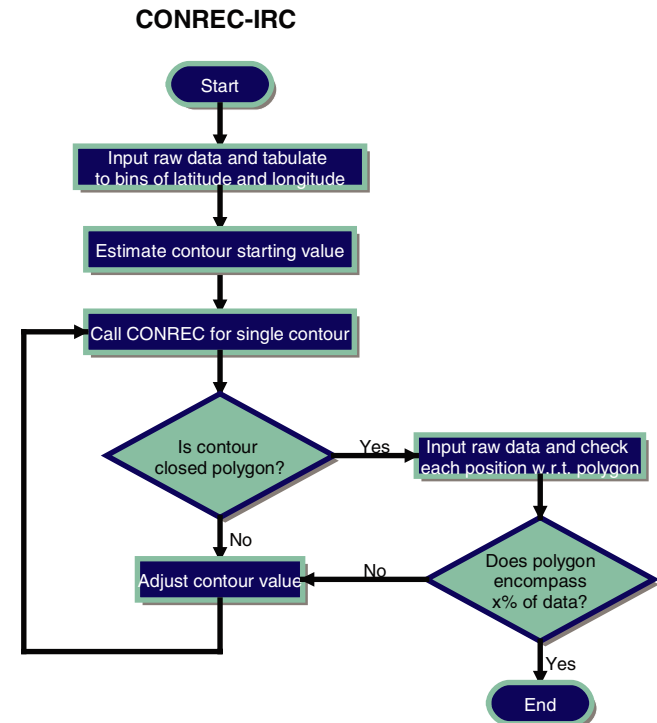 CONREC-IRC
Start
Input raw data and tabulate
to bins of latitude and longitude
Estimate contour starting value
Call CONREC for single contour
Is contour
closed polygon?
Yes
Input raw data and check
each position w.r.t. polygon
No
Adjust contour value
No
Does polygon
encompass
x% of data?
Yes
End